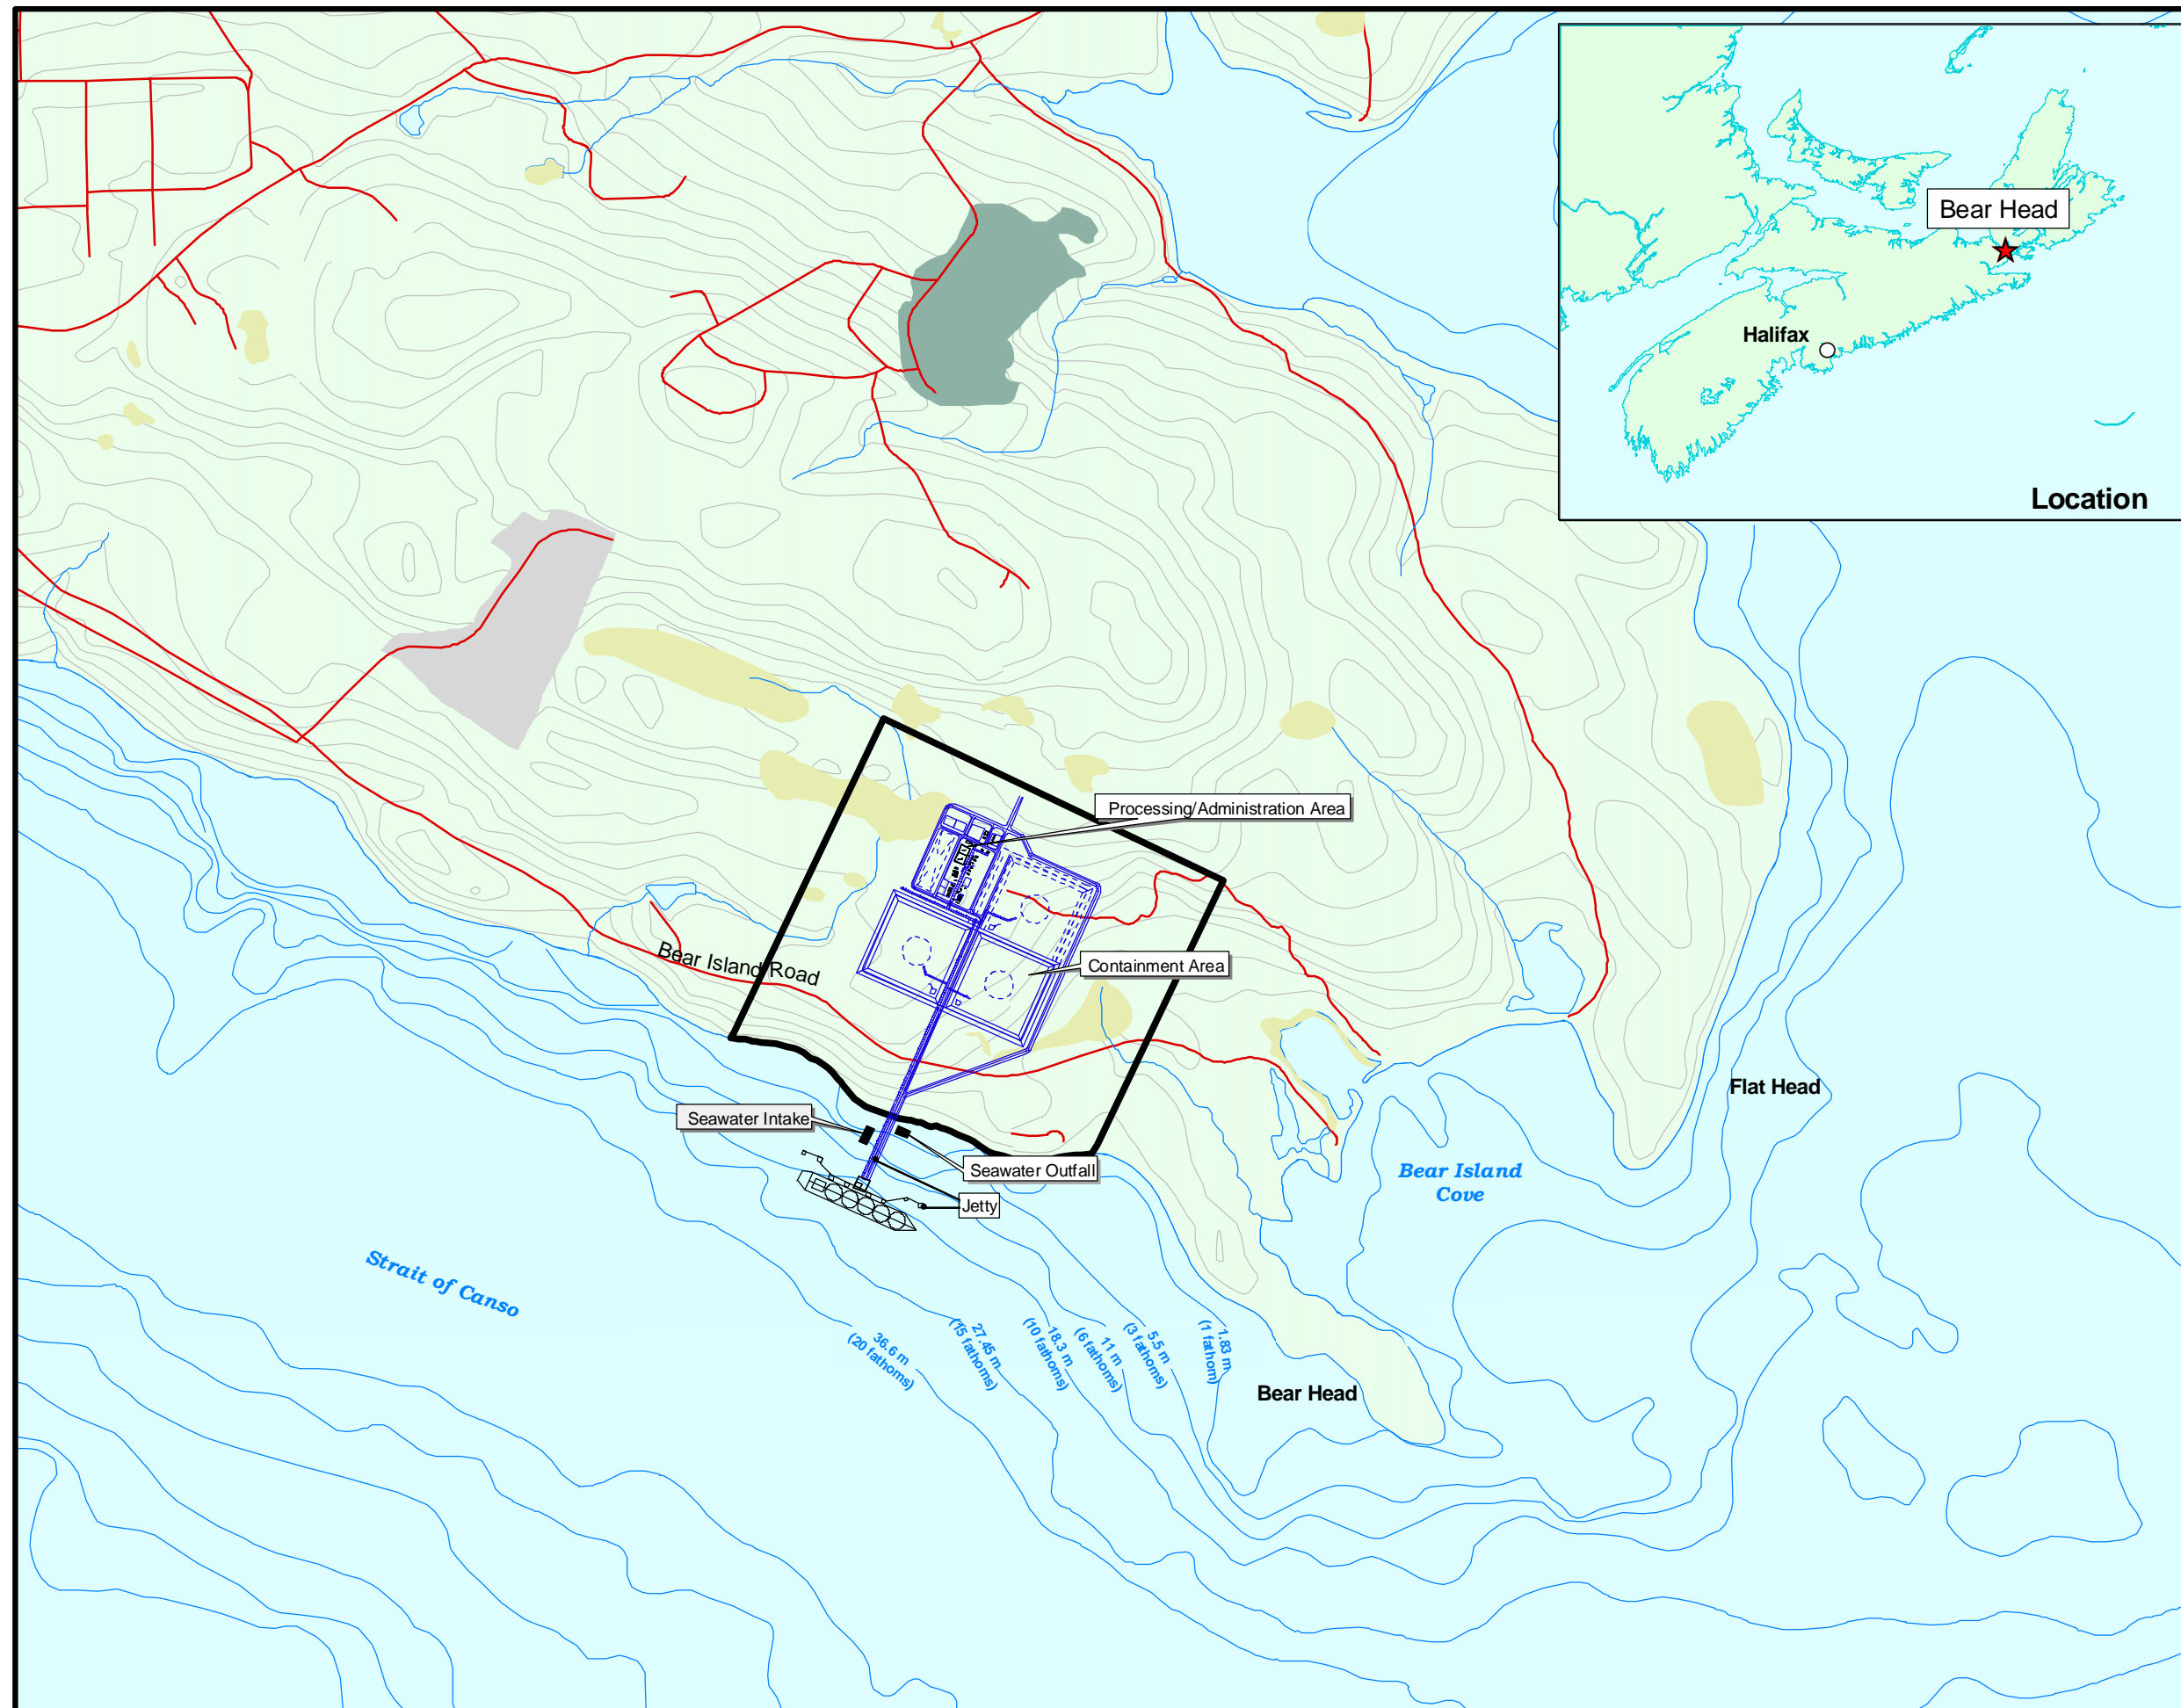 Bear Head
Halifax
Location
Processing/Administration Area
Bear Island Road
Containment Area
Flat Head
Seawater Intake
Seawater Outfall
Jetty
Bear Island
Cove
Strait of Canso
36.6 m
(20 fathoms)
27.45 m
(15 fathoms)
18.3 m
(10 fathoms)
11 m
(6 fathoms)
5.5 m
(3 fathoms)
1.83 m
(1 fathom)
Bear Head